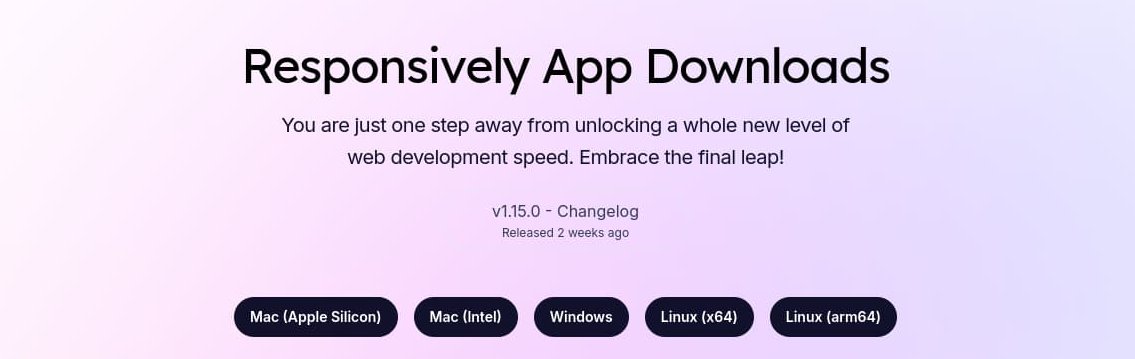 Responsively App Downloads
You are just one step away from unlocking a whole new level of
web development speed. Embrace the final leap!
v1.15.0 - Changelog
Released 2 weeks ago
Mac (Apple Silicon) Mac (Intel) Windows Linux (x64) Linux (arm64)